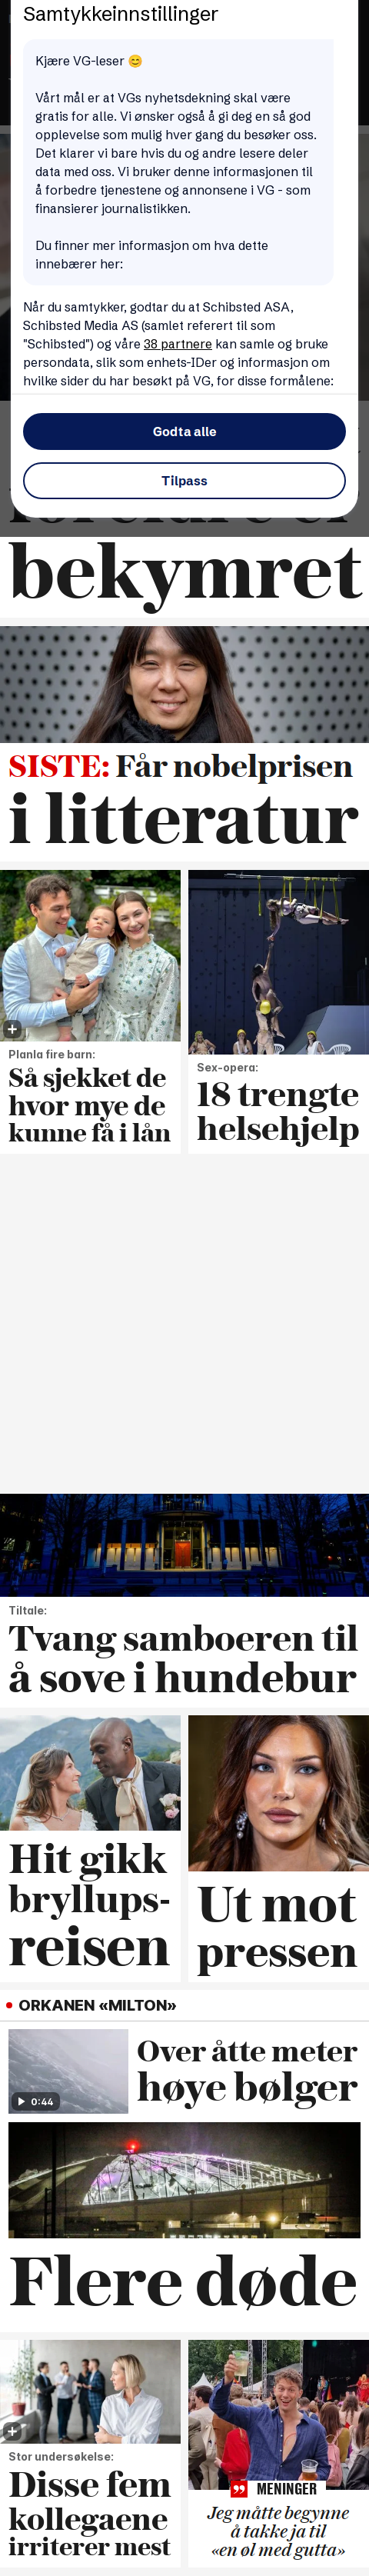 Samtykkeinnstillinger
Kjære VG-leser 😊
Vårt mål er at VGs nyhetsdekning skal være
gratis for alle. Vi ønsker også å gi deg en så god
opplevelse som mulig hver gang du besøker oss.
Det klarer vi bare hvis du og andre lesere deler
data med oss. Vi bruker denne informasjonen til
å forbedre tjenestene og annonsene i VG - som
finansierer journalistikken.
Du finner mer informasjon om hva dette
innebærer her:
Når du samtykker, godtar du at Schibsted ASA,
Schibsted Media AS (samlet referert til som
"Schibsted") og våre 38 partnere kan samle og bruke
persondata, slik som enhets-IDer og informasjon om
hvilke sider du har besøkt på VG, for disse formålene:
Godta alle
Tilpass
bekymret
SISTE: Får nobelprisen
i litteratur
Planla fire barn:
Så sjekket de
hvor mye de
kunne få i lån
Sex-opera:
18 trengte
helsehjelp
Tiltale:
Tvang samboeren til
å sove i hundebur
Hit gikk
bryllups-
reisen
Ut mot
pressen
ORKANEN «MILTON»
0:44
Over åtte meter
høye bølger
Flere døde
Stor undersøkelse:
Disse fem
kollegaene
irriterer mest
MENINGER
Jeg måtte begynne
å takke ja til
«en øl med gutta»